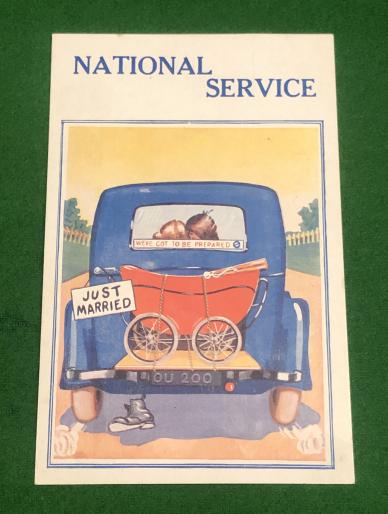 NATIONAL
SERVICE
WE'VE GOT TO BE PREPARED
JUST
MARRIED
OU 200